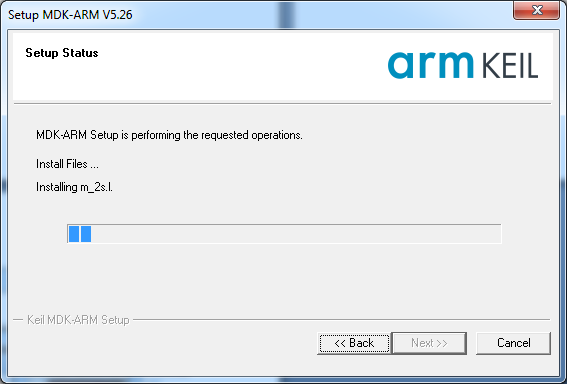 Setup MDK-ARM V5.26
Setup Status
arm KEIL
MDK-ARM Setup is performing the requested operations.
Install Files ...
Installing m_2s.l.
Keil MDK-ARM Setup
<< Back
Next >>
Cancel